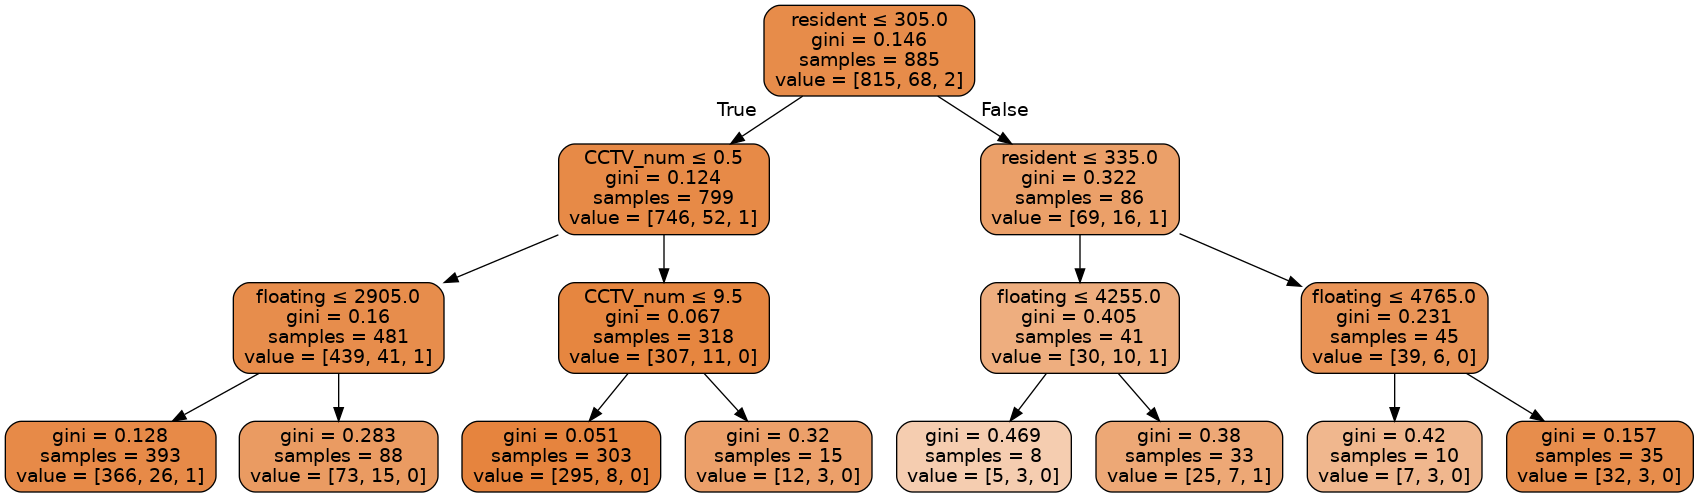 resident ≤ 305.0
gini = 0.146
samples = 885
value = [815, 68, 2]
True
False
CCTV_num ≤ 0.5
gini = 0.124
samples = 799
value = [746, 52, 1]
resident ≤ 335.0
gini = 0.322
samples = 86
value = [69, 16, 1]
floating ≤ 2905.0
gini = 0.16
samples = 481
value = [439, 41, 1]
CCTV_num ≤ 9.5
gini = 0.067
samples = 318
value = [307, 11, 0]
floating ≤ 4255.0
gini = 0.405
samples = 41
value = [30, 10, 1]
floating ≤ 4765.0
gini = 0.231
samples = 45
value = [39, 6, 0]
gini = 0.128
samples = 393
value = [366, 26, 1]
gini = 0.283
samples = 88
value = [73, 15, 0]
gini = 0.051
samples = 303
value = [295, 8, 0]
gini = 0.32
samples = 15
value = [12, 3, 0]
gini = 0.469
samples = 8
value = [5, 3, 0]
gini = 0.38
samples = 33
value = [25, 7, 1]
gini = 0.42
samples = 10
value = [7, 3, 0]
gini = 0.157
samples = 35
value = [32, 3, 0]